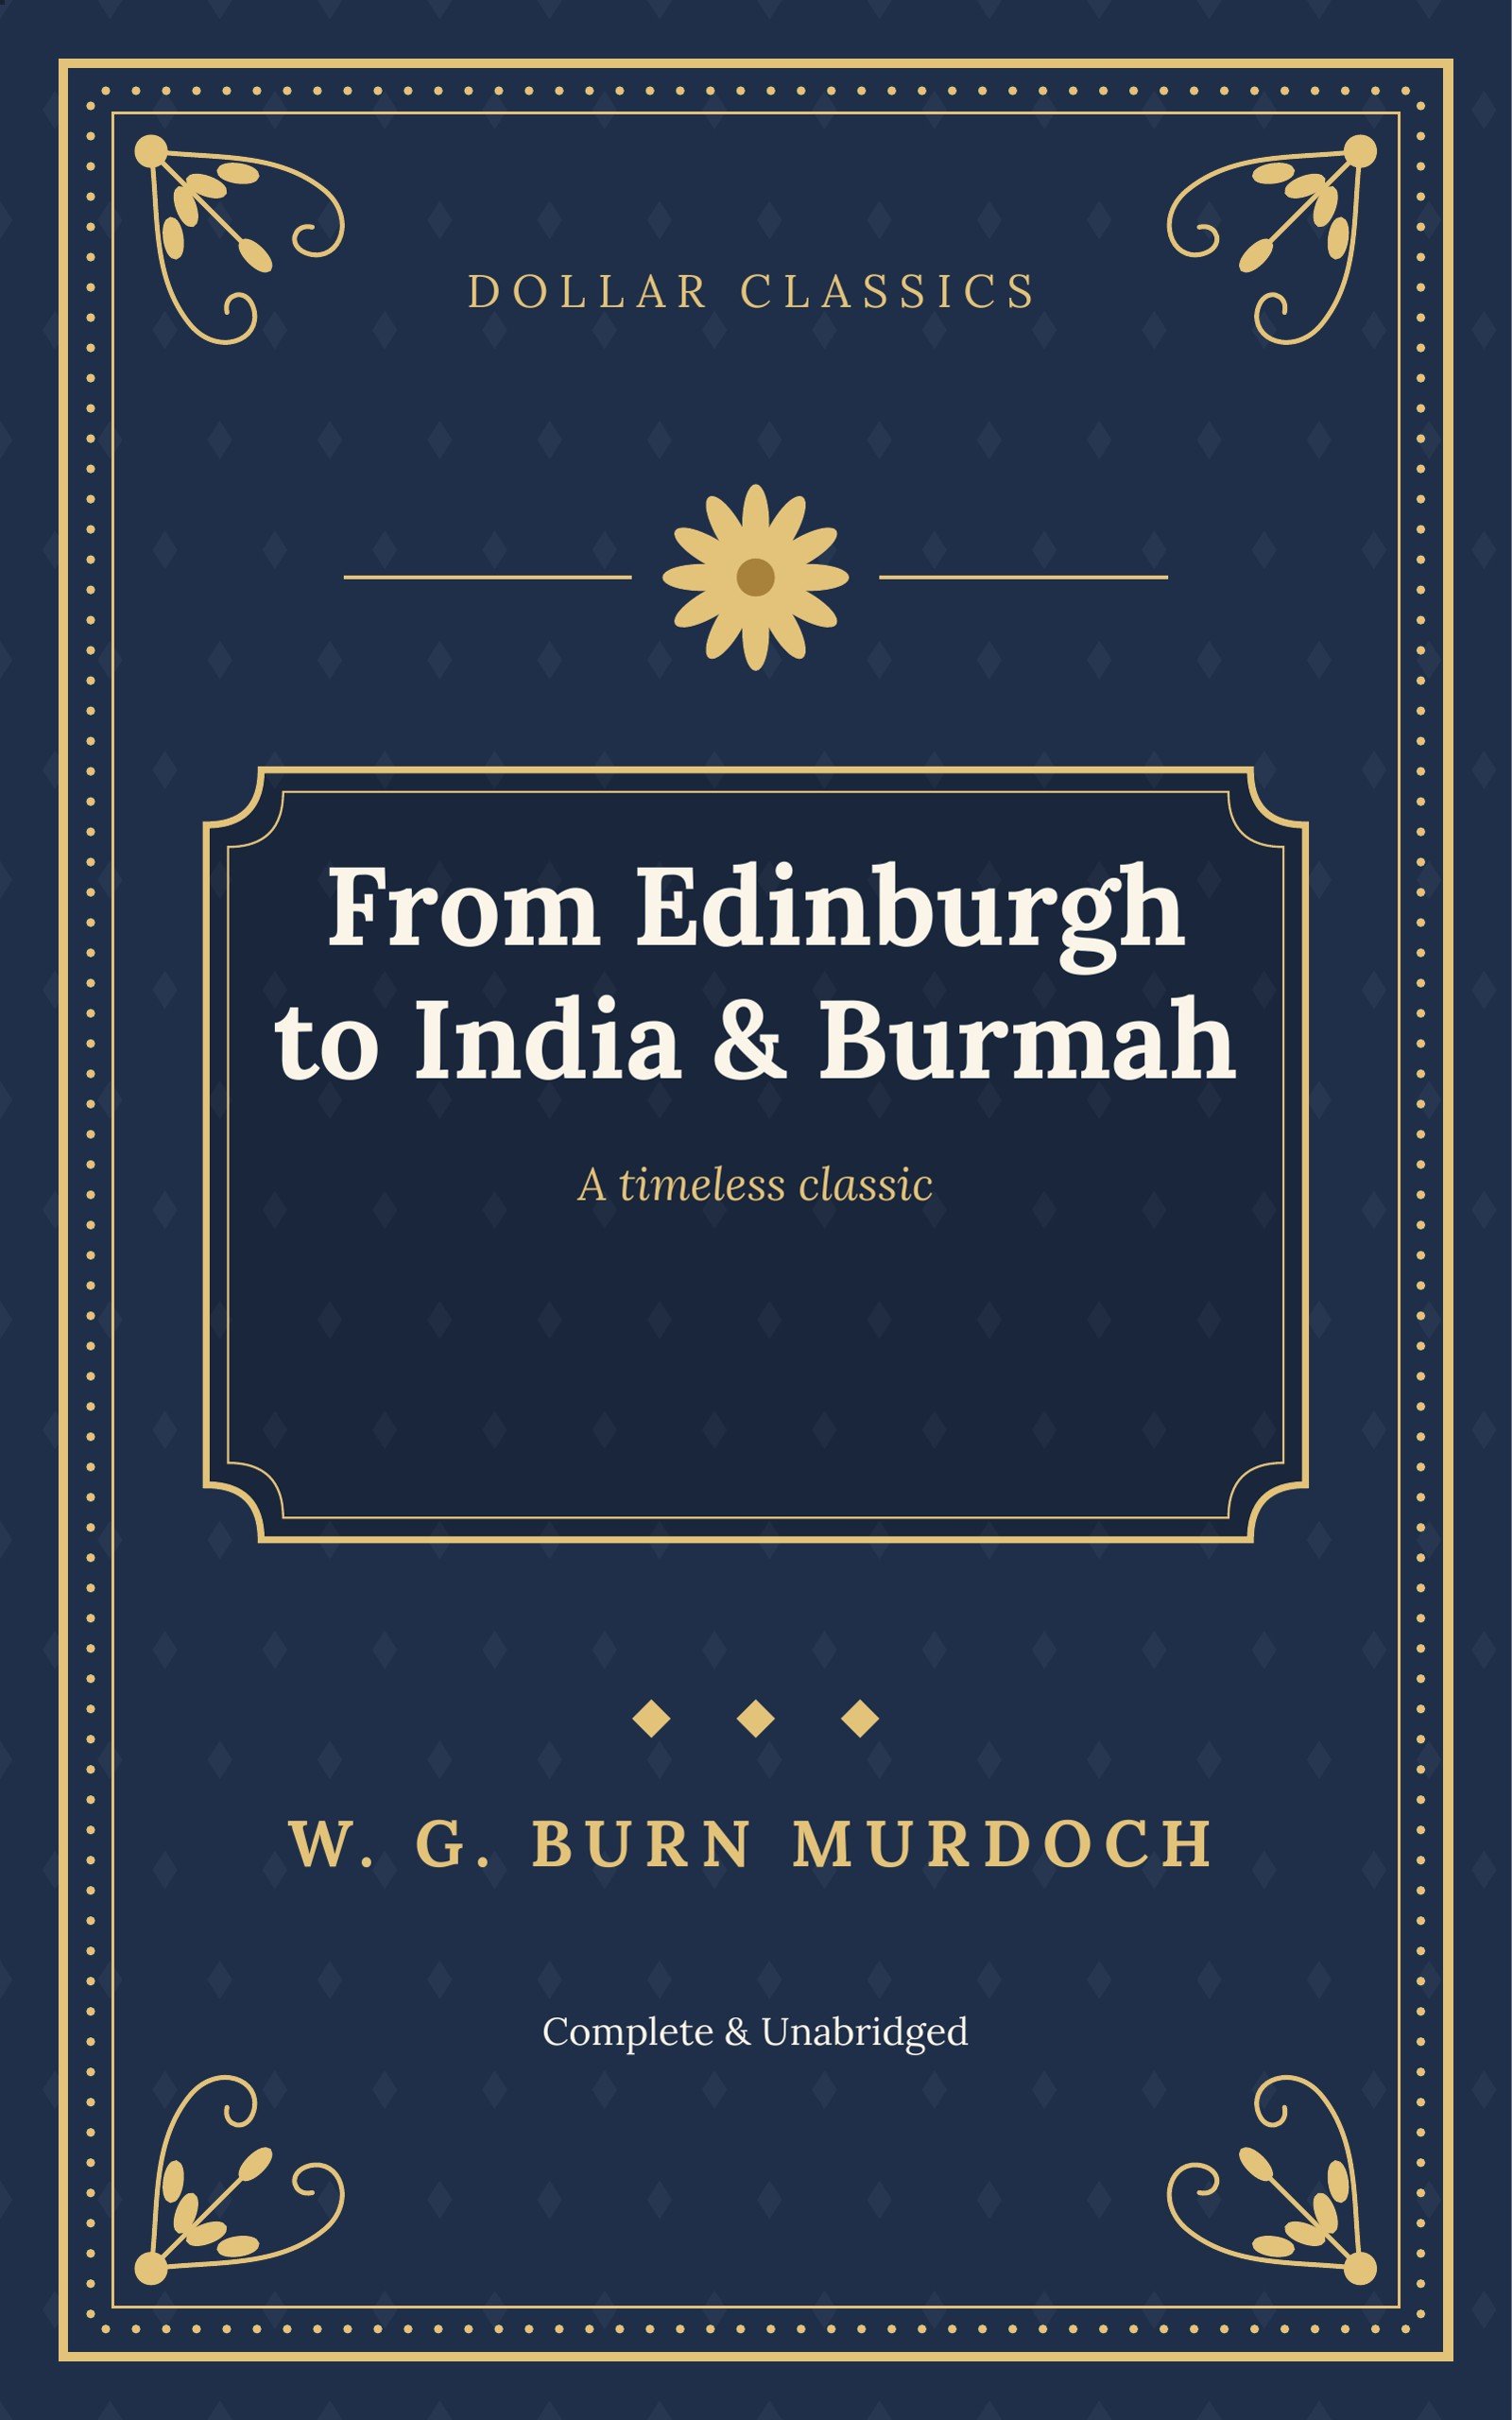 DOLLAR CLASSICS
From Edinburgh
to India & Burmah
A timeless classic
W. G. BURN MURDOCH
Complete & Unabridged